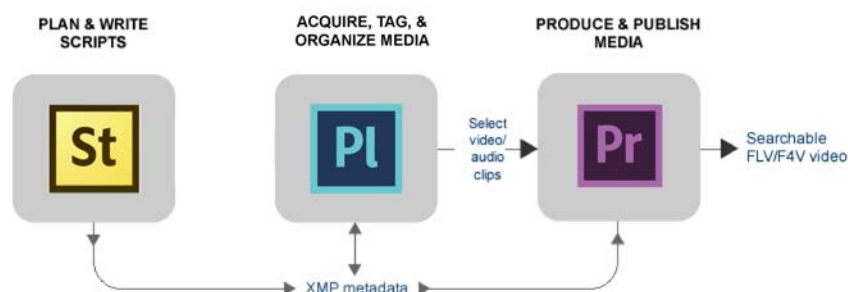 PLAN & WRITE
SCRIPTS
ACQUIRE, TAG, &
ORGANIZE MEDIA
PRODUCE & PUBLISH
MEDIA
St
Pl
Select
video/
audio
clips
Pr
Searchable
FLV/F4V video
XMP metadata